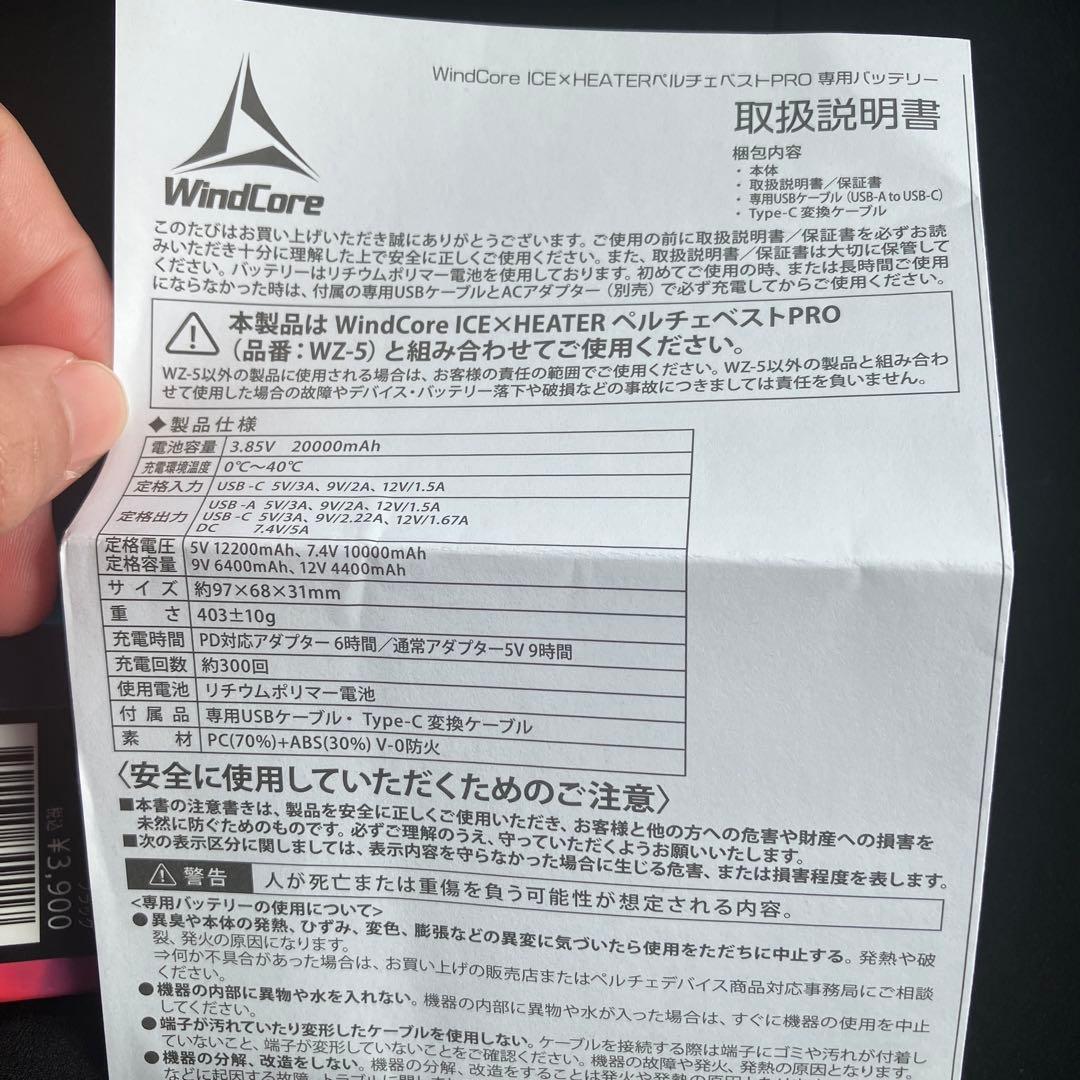 WindCore
WindCore ICE×HEATERペルチェベストPRO 専用バッテリー
取扱説明書
梱包内容
・本体
・取扱説明書／保証書
・専用USBケーブル（USB-A to USB-C）
・Type-C 変換ケーブル
このたびはお買い上げいただき誠にありがとうございます。ご使用の前に取扱説明書／保証書を必ずお読
みいただき十分に理解した上で安全に正しくご使用ください。また、取扱説明書／保証書は大切に保管して
ください。バッテリーはリチウムポリマー電池を使用しております。初めてご使用の時、または長時間ご使用
にならなかった時は、付属の専用USBケーブルとACアダプター（別売）で必ず充電してからご使用ください。
本製品は WindCore ICE×HEATER ペルチェベストPRO
（品番：WZ-5）と組み合わせてご使用ください。
WZ-5以外の製品に使用される場合は、お客様の責任の範囲でご使用ください。WZ-5以外の製品と組み合わ
せて使用した場合の故障やデバイス・バッテリー落下や破損などの事故につきましては責任を負いません。
◆製品仕様
電池容量 3.85V 20000mAh
充電環境温度 0℃～40℃
定格入力 USB-C 5V/3A、9V/2A、12V/1.5A
定格出力 USB-A 5V/3A、9V/2A、12V/1.5A
USB-C 5V/3A、9V/2.22A、12V/1.67A
DC 7.4V/5A
定格電圧 5V 12200mAh、7.4V 10000mAh
定格容量 9V 6400mAh、12V 4400mAh
サイズ 約97×68×31mm
重さ 403±10g
充電時間 PD対応アダプター 6時間／通常アダプター5V 9時間
充電回数 約300回
使用電池 リチウムポリマー電池
付属品 専用USBケーブル・Type-C 変換ケーブル
素材 PC(70%)+ABS(30%) V-0防火
〈安全に使用していただくためのご注意〉
■本書の注意書きは、製品を安全に正しくご使用いただき、お客様と他の方への危害や財産への損害を
未然に防ぐためのものです。必ずご理解のうえ、守っていただくようお願いいたします。
■次の表示区分に関しましては、表示内容を守らなかった場合に生じる危害、または損害程度を表します。
警告 人が死亡または重傷を負う可能性が想定される内容。
<専用バッテリーの使用について>
●異臭や本体の発熱、ひずみ、変色、膨張などの異変に気づいたら使用をただちに中止する。発熱や破
裂、発火の原因になります。
⇒何か不具合があった場合は、お買い上げの販売店またはペルチェデバイス商品対応事務局にご相談
ください。
●機器の内部に異物や水を入れない。機器の内部に異物や水が入った場合は、すぐに機器の使用を中止
してください。
●端子が汚れていたり変形したケーブルを使用しない。ケーブルを接続する際は端子にゴミや汚れが付着し
ていないこと、端子が変形していないことをご確認ください。機器の故障や発火、発熱の原因となります。
●機器の分解、改造をしない。機器の分解、改造をすることは発火や発熱の原因となります。
税込 ¥3,900